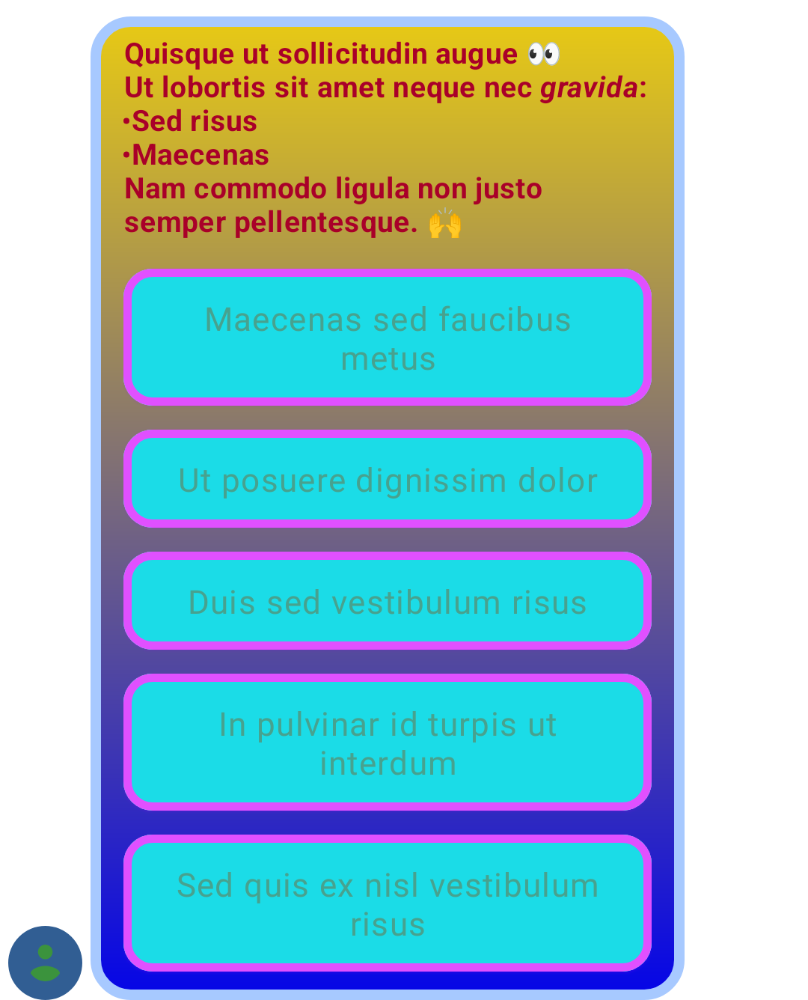 Quisque ut sollicitudin augue 👀
Ut lobortis sit amet neque nec gravida:
•Sed risus
•Maecenas
Nam commodo ligula non justo
semper pellentesque. 🙌
Maecenas sed faucibus
metus
Ut posuere dignissim dolor
Duis sed vestibulum risus
In pulvinar id turpis ut
interdum
Sed quis ex nisl vestibulum
risus